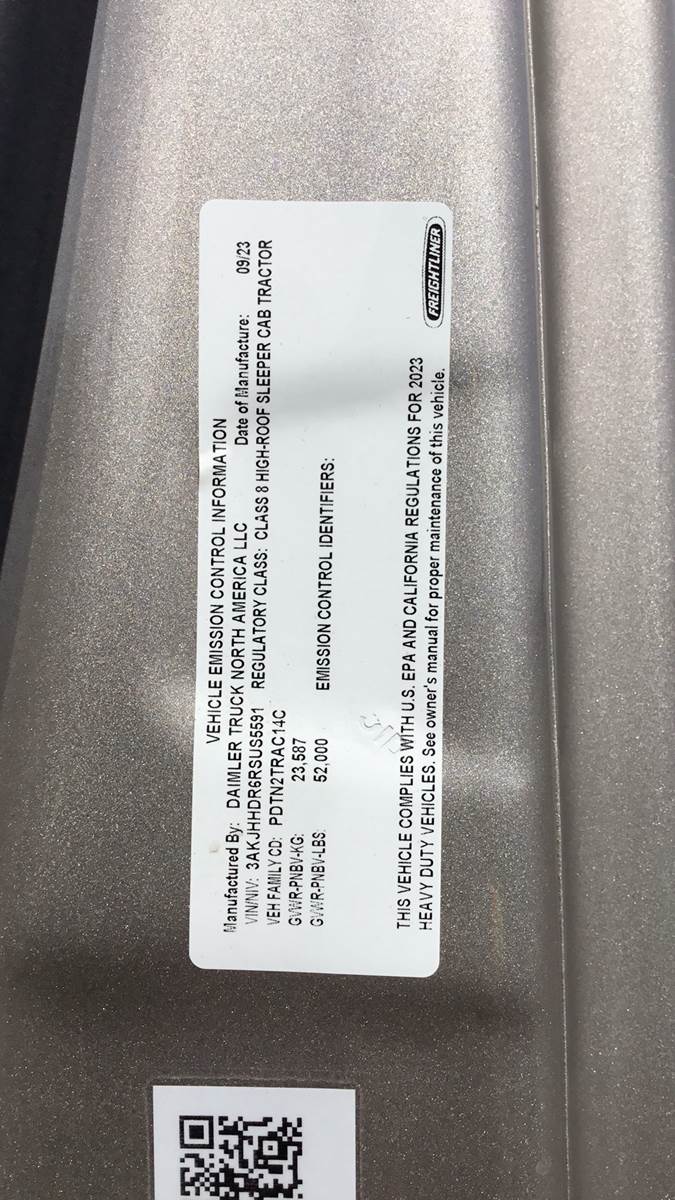 VEHICLE EMISSION CONTROL INFORMATION
Manufactured By: DAIMLER TRUCK NORTH AMERICA LLC Date of Manufacture: 09/23
VIN/NIV: 3AKJHHDR6RSUS5591 REGULATORY CLASS: CLASS 8 HIGH-ROOF SLEEPER CAB TRACTOR
VEH FAMILY CD: PDTN2TRAC14C
GVWR-PNBV-KG: 23,587
GVWR-PNBV-LBS: 52,000 EMISSION CONTROL IDENTIFIERS:
THIS VEHICLE COMPLIES WITH U.S. EPA AND CALIFORNIA REGULATIONS FOR 2023
HEAVY DUTY VEHICLES. See owner's manual for proper maintenance of this vehicle.
FREIGHTLINER